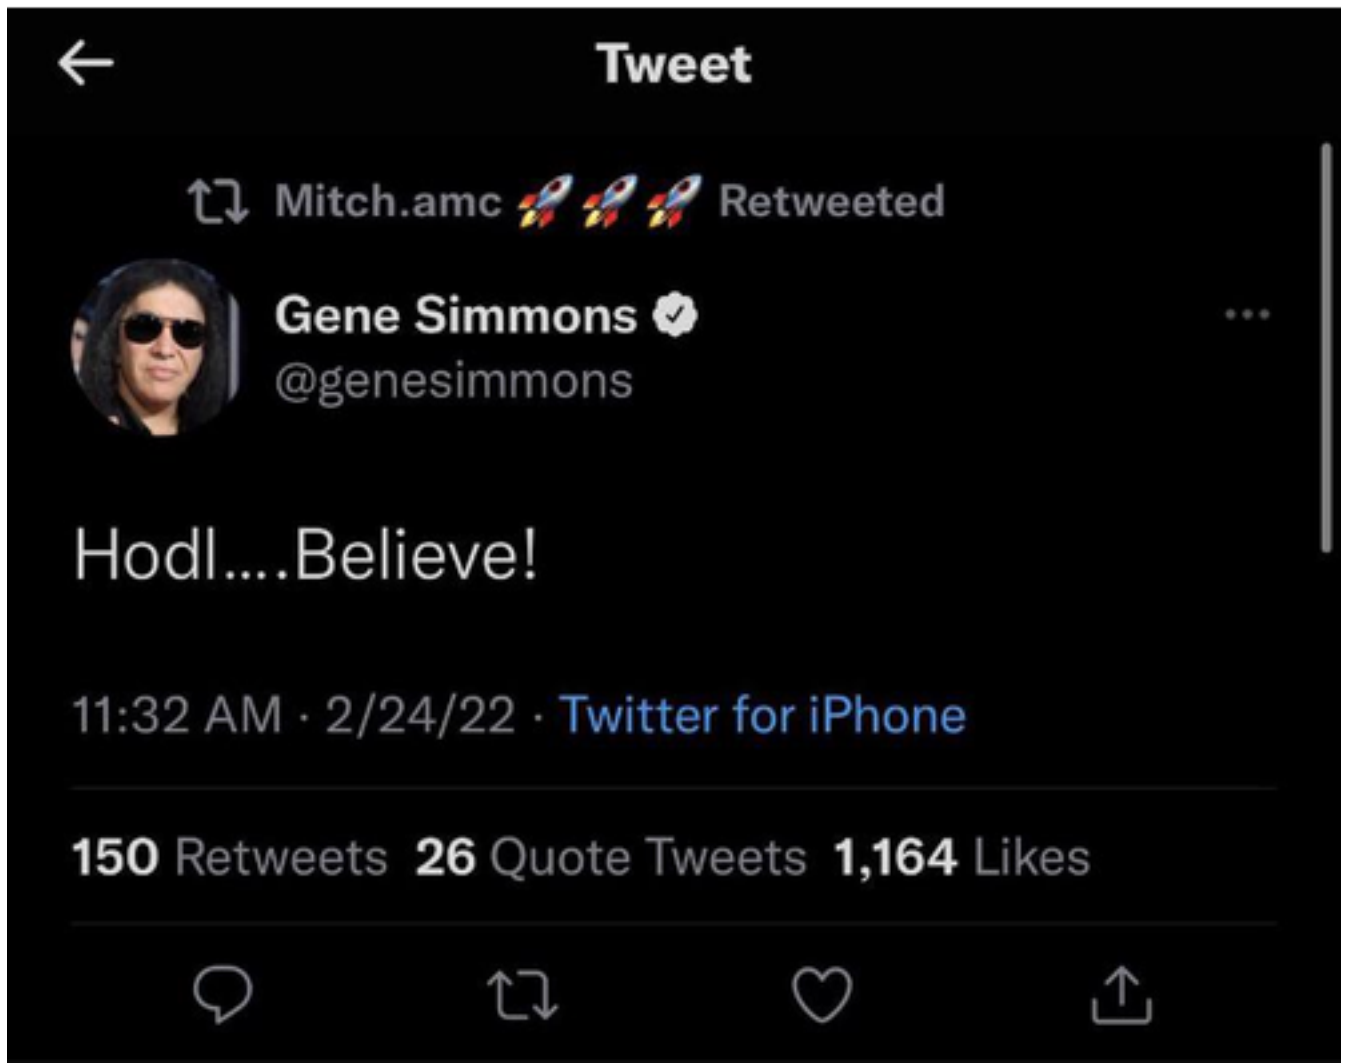 Tweet
Mitch.amc 🚀🚀🚀 Retweeted
Gene Simmons
@genesimmons
Hodl....Believe!
11:32 AM · 2/24/22 · Twitter for iPhone
150 Retweets 26 Quote Tweets 1,164 Likes